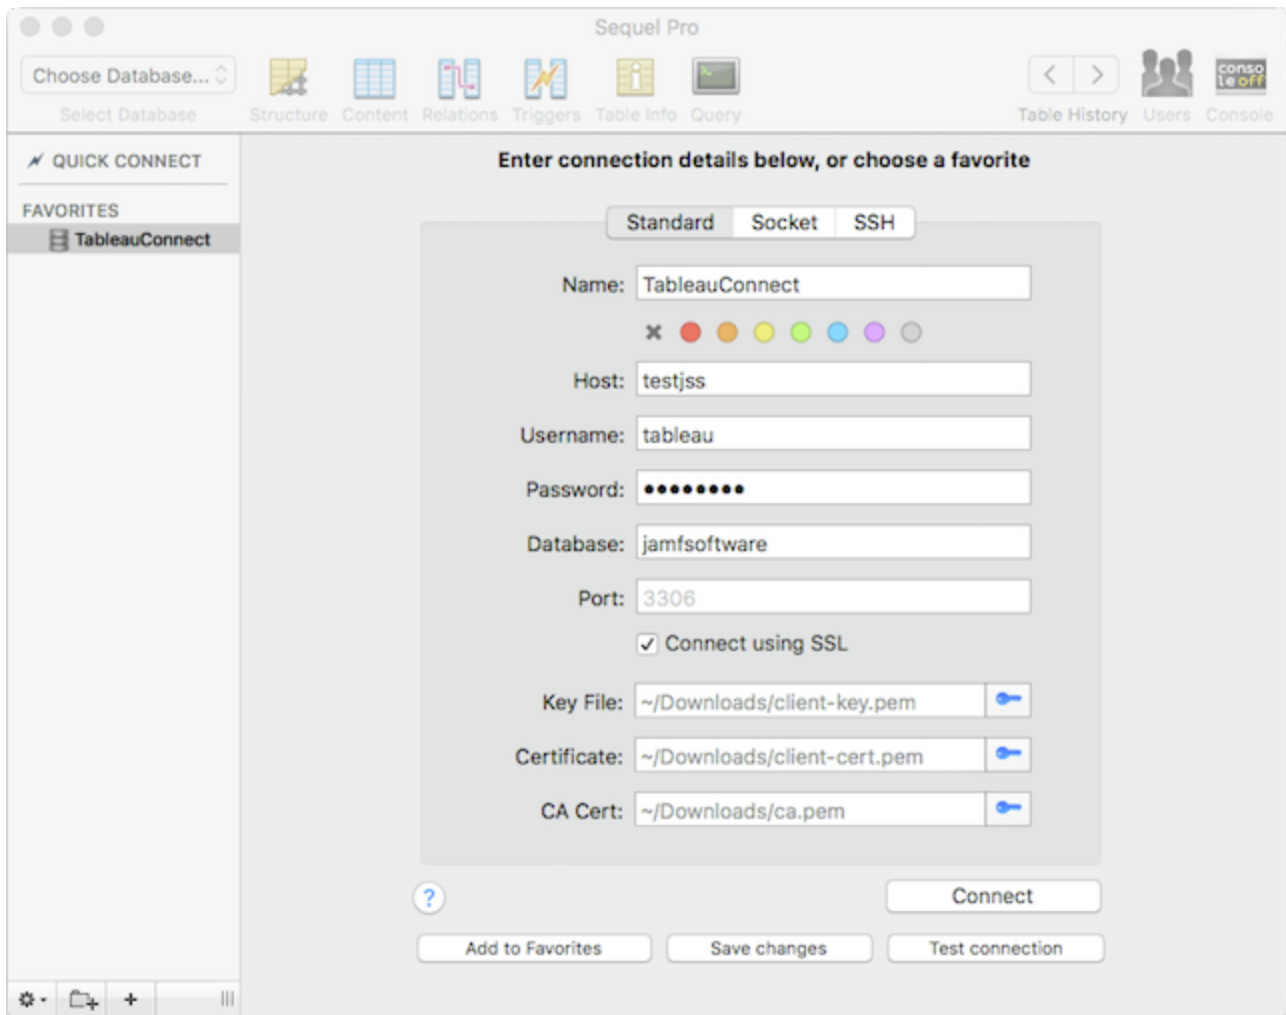 Sequel Pro
Choose Database...
Select Database
Structure Content Relations Triggers Table Info Query
conso
le off
Table History Users Console
QUICK CONNECT
FAVORITES
TableauConnect
Enter connection details below, or choose a favorite
Standard Socket SSH
Name: TableauConnect
Host: testjss
Username: tableau
Password: ••••••••
Database: jamfsoftware
Port: 3306
Connect using SSL
Key File: ~/Downloads/client-key.pem
Certificate: ~/Downloads/client-cert.pem
CA Cert: ~/Downloads/ca.pem
?
Connect
Add to Favorites Save changes Test connection